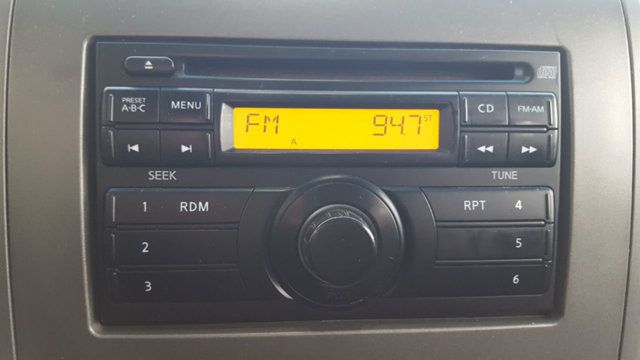 PRESET
A·B·C
MENU
FM
94.7
ST
A
CD
FM·AM
SEEK
TUNE
1 RDM
RPT 4
2
5
3
6